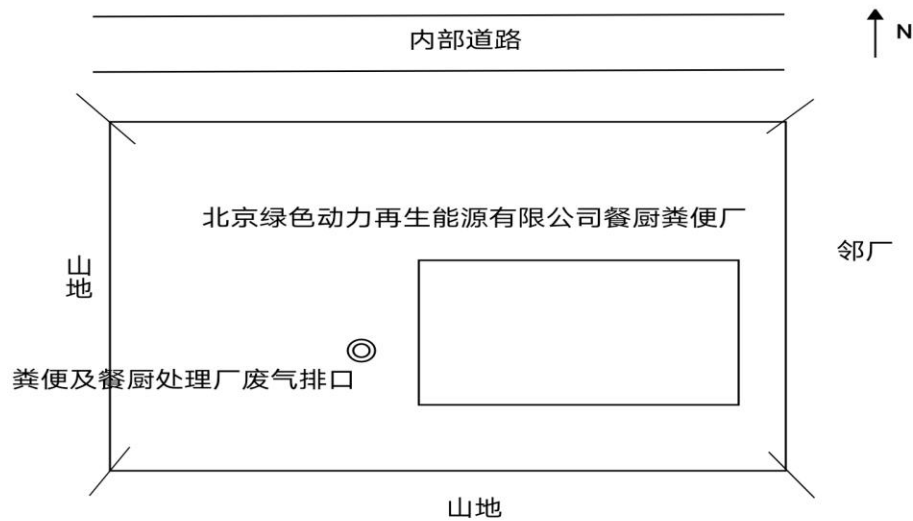 内部道路
N
北京绿色动力再生能源有限公司餐厨粪便厂
邻厂
山地
粪便及餐厨处理厂废气排口
山地